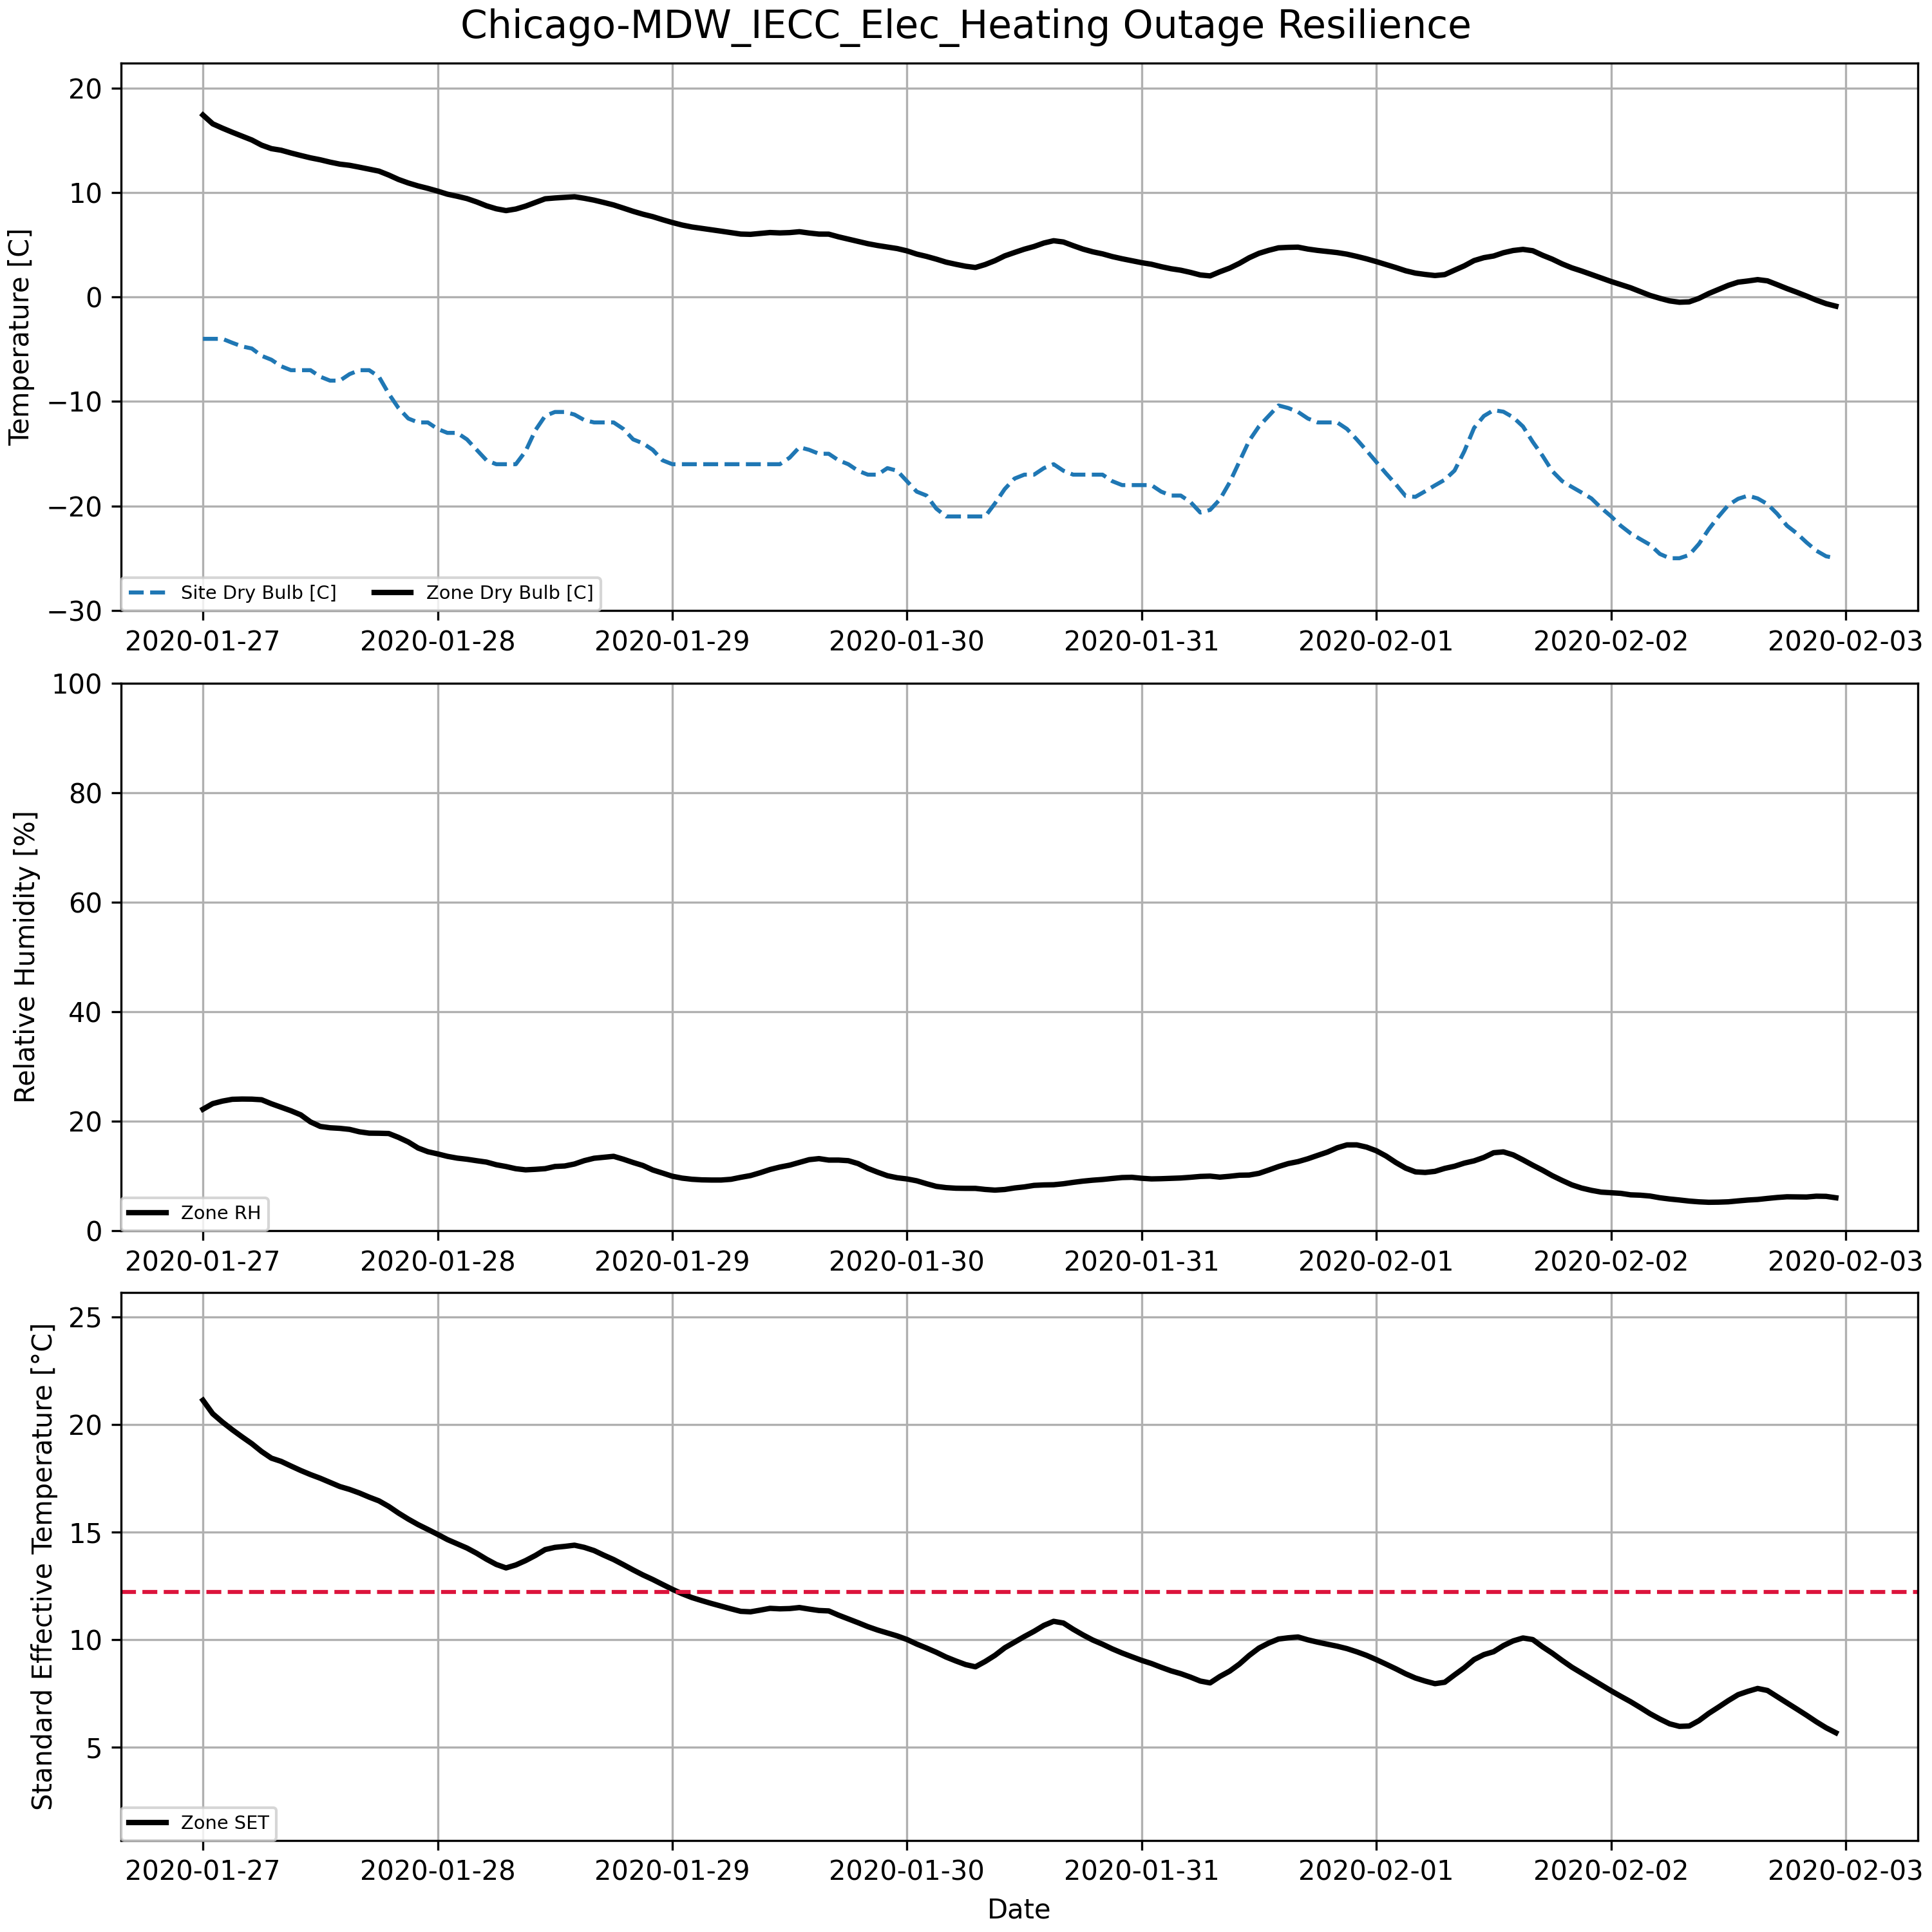 Chicago-MDW_IECC_Elec_Heating Outage Resilience
Temperature [C]
20
10
0
−10
−20
−30
Site Dry Bulb [C] Zone Dry Bulb [C]
2020-01-27 2020-01-28 2020-01-29 2020-01-30 2020-01-31 2020-02-01 2020-02-02 2020-02-03
Relative Humidity [%]
100
80
60
40
20
0
Zone RH
2020-01-27 2020-01-28 2020-01-29 2020-01-30 2020-01-31 2020-02-01 2020-02-02 2020-02-03
Standard Effective Temperature [°C]
25
20
15
10
5
Zone SET
2020-01-27 2020-01-28 2020-01-29 2020-01-30 2020-01-31 2020-02-01 2020-02-02 2020-02-03
Date